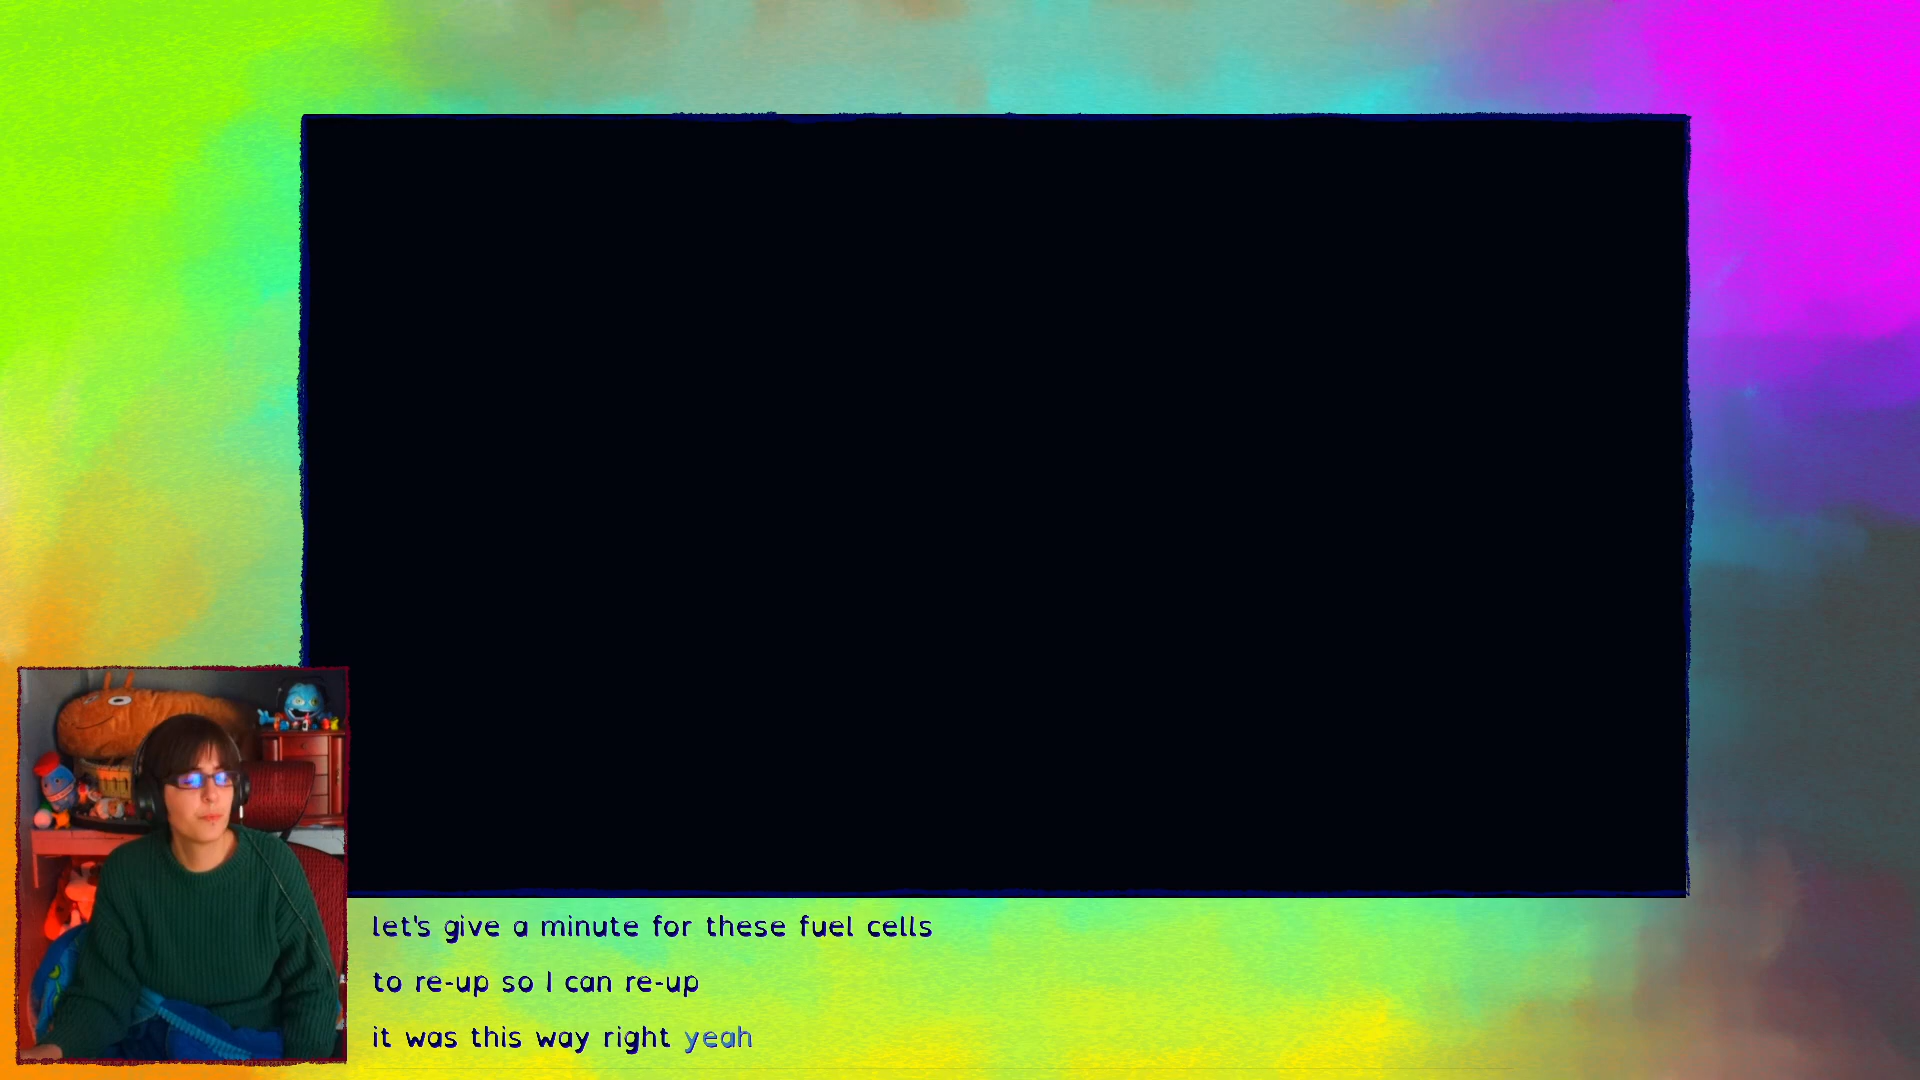 let's give a minute for these fuel cells
to re-up so I can re-up
it was this way right yeah